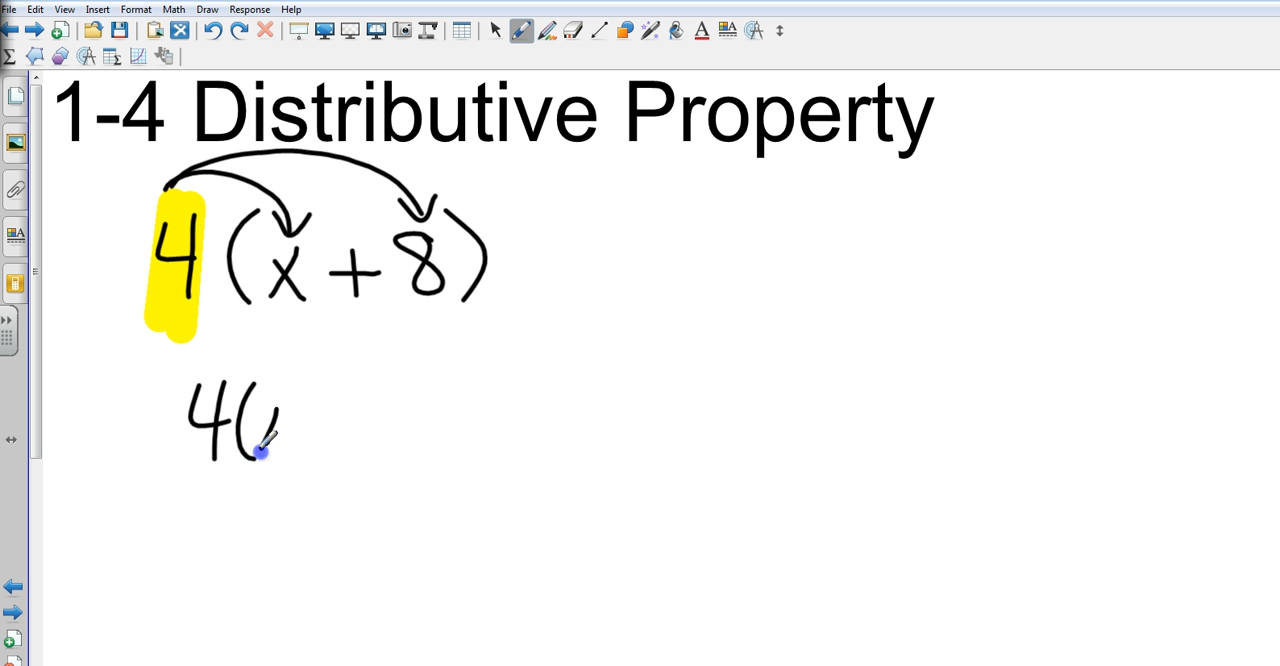 File Edit View Insert Format Math Draw Response Help
1-4 Distributive Property
4(x+8)
4(